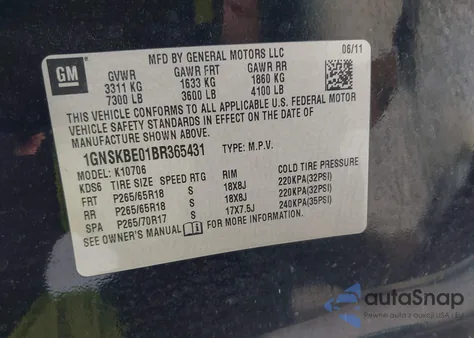 MFD BY GENERAL MOTORS LLC 06/11
GM GVWR GAWR FRT GAWR RR
3311 KG 1633 KG 1860 KG
7300 LB 3600 LB 4100 LB
THIS VEHICLE CONFORMS TO ALL APPLICABLE U.S. FEDERAL MOTOR
VEHICLE SAFETY STANDARDS IN EFFECT ON THE DATE OF
MANUFACTURE SHOWN ABOVE.
1GNSKBE01BR365431 TYPE: M.P.V.
MODEL: K10706
KDS6 TIRE SIZE SPEED RTG RIM COLD TIRE PRESSURE
FRT P265/65R18 S 18X8J 220KPA(32PSI)
RR P265/65R18 S 18X8J 220KPA(32PSI)
SPA P265/70R17 S 17X7.5J 240KPA(35PSI)
SEE OWNER'S MANUAL FOR MORE INFORMATION.
autoSnap
Pewne auta z aukcji USA